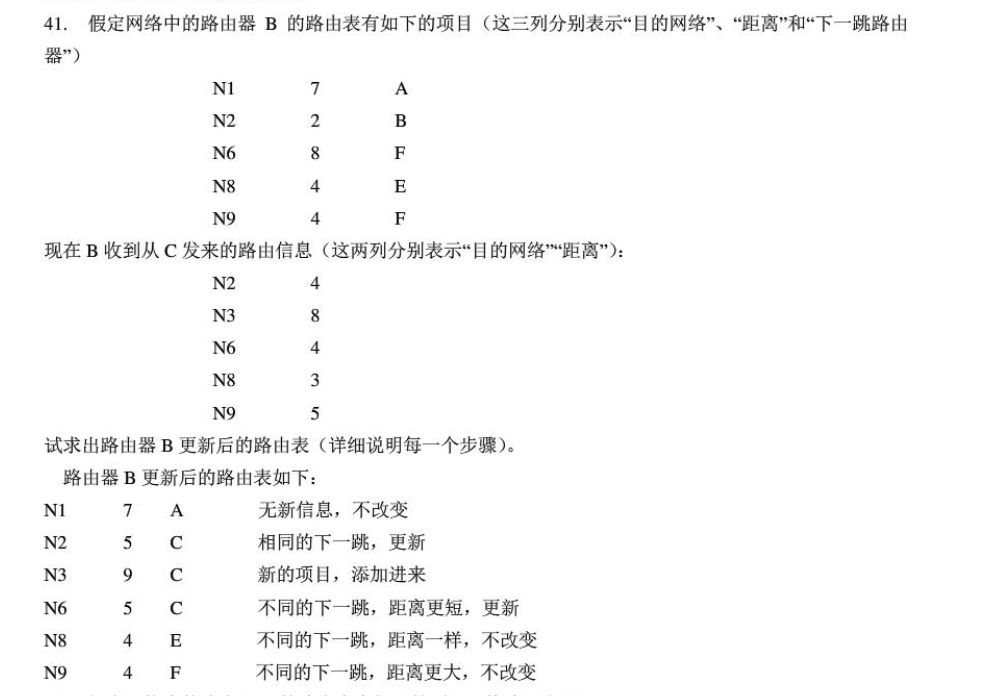 41. 假定网络中的路由器 B 的路由表有如下的项目（这三列分别表示“目的网络”、“距离”和“下一跳路由
器”）
N1 7 A
N2 2 B
N6 8 F
N8 4 E
N9 4 F
现在 B 收到从 C 发来的路由信息（这两列分别表示“目的网络”“距离”）：
N2 4
N3 8
N6 4
N8 3
N9 5
试求出路由器 B 更新后的路由表（详细说明每一个步骤）。
路由器 B 更新后的路由表如下：
N1 7 A 无新信息，不改变
N2 5 C 相同的下一跳，更新
N3 9 C 新的项目，添加进来
N6 5 C 不同的下一跳，距离更短，更新
N8 4 E 不同的下一跳，距离一样，不改变
N9 4 F 不同的下一跳，距离更大，不改变